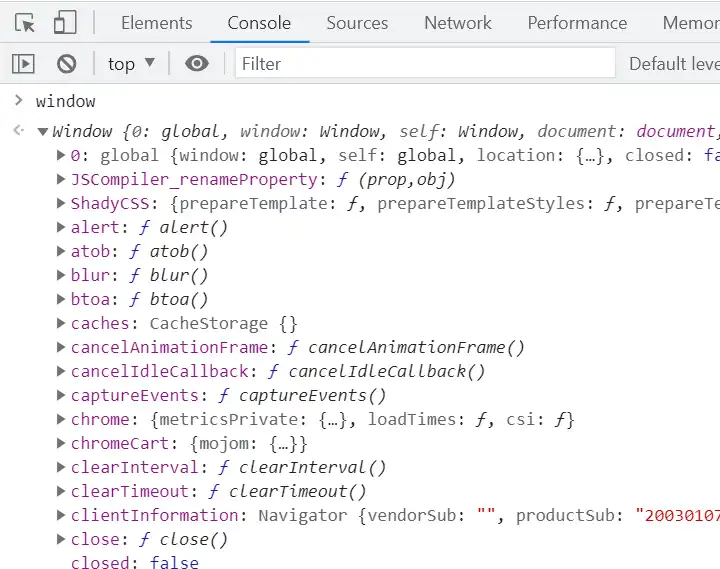 Elements Console Sources Network Performance Memor
top ▼ Filter Default leve
> window
Window {0: global, window: Window, self: Window, document: document,
0: global {window: global, self: global, location: {…}, closed: fa
JSCompiler_renameProperty: ƒ (prop,obj)
ShadyCSS: {prepareTemplate: ƒ, prepareTemplateStyles: ƒ, prepareTe
alert: ƒ alert()
atob: ƒ atob()
blur: ƒ blur()
btoa: ƒ btoa()
caches: CacheStorage {}
cancelAnimationFrame: ƒ cancelAnimationFrame()
cancelIdleCallback: ƒ cancelIdleCallback()
captureEvents: ƒ captureEvents()
chrome: {metricsPrivate: {…}, loadTimes: ƒ, csi: ƒ}
chromeCart: {mojom: {…}}
clearInterval: ƒ clearInterval()
clearTimeout: ƒ clearTimeout()
clientInformation: Navigator {vendorSub: "", productSub: "20030107
close: ƒ close()
closed: false